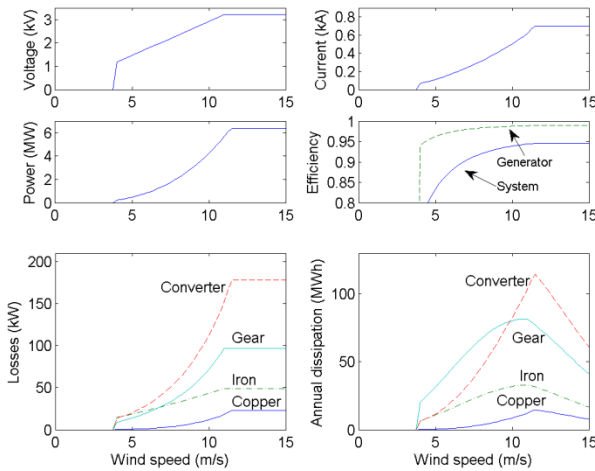 Voltage (kV)
3
2
1
0
0
5
10
15
Current (kA)
0.8
0.6
0.4
0.2
0
0
5
10
15
Power (MW)
6
4
2
0
0
5
10
15
Efficiency
1
0.95
0.9
0.85
0.8
Generator
System
0
5
10
15
Losses (kW)
200
150
100
50
0
Converter
Gear
Iron
Copper
0
5
10
15
Wind speed (m/s)
Annual dissipation (MWh)
100
50
0
Converter
Gear
Iron
Copper
0
5
10
15
Wind speed (m/s)